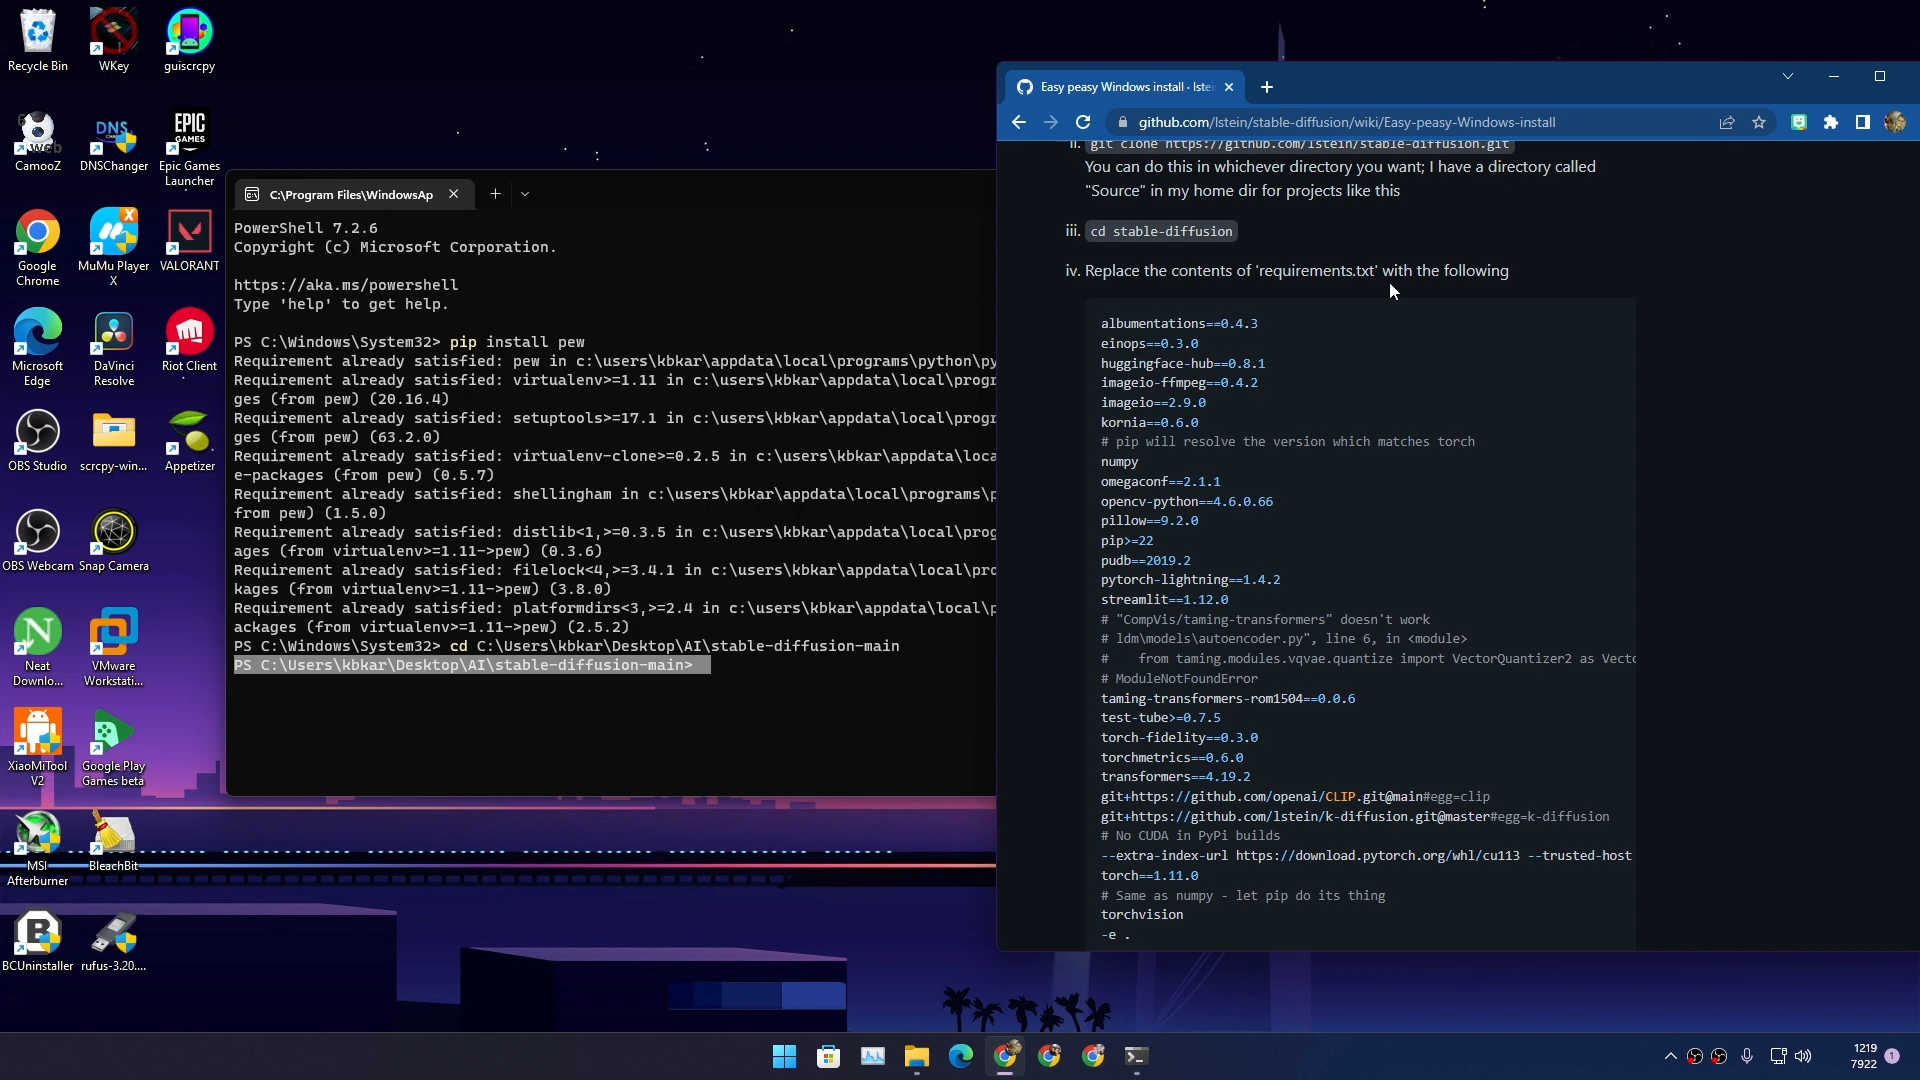 Recycle Bin
WKey
guiscrcpy
CamooZ
DNS
DNSChanger
EPIC
GAMES
Epic Games
Launcher
Google
Chrome
MuMu Player
X
VALORANT
Microsoft
Edge
DaVinci
Resolve
Riot Client
OBS Studio
scrcpy-win...
Appetizer
OBS Webcam
Snap Camera
Neat
Downlo...
VMware
Workstati...
XiaoMiTool
V2
Google Play
Games beta
MSI
Afterburner
BleachBit
BCUninstaller
rufus-3.20....
C:\Program Files\WindowsAp
PowerShell 7.2.6
Copyright (c) Microsoft Corporation.
https://aka.ms/powershell
Type 'help' to get help.
PS C:\Windows\System32> pip install pew
Requirement already satisfied: pew in c:\users\kbkar\appdata\local\programs\python\py
Requirement already satisfied: virtualenv>=1.11 in c:\users\kbkar\appdata\local\progr
ges (from pew) (20.16.4)
Requirement already satisfied: setuptools>=17.1 in c:\users\kbkar\appdata\local\progr
ges (from pew) (63.2.0)
Requirement already satisfied: virtualenv-clone>=0.2.5 in c:\users\kbkar\appdata\loca
e-packages (from pew) (0.5.7)
Requirement already satisfied: shellingham in c:\users\kbkar\appdata\local\programs\p
from pew) (1.5.0)
Requirement already satisfied: distlib<1,>=0.3.5 in c:\users\kbkar\appdata\local\prog
ages (from virtualenv>=1.11->pew) (0.3.6)
Requirement already satisfied: filelock<4,>=3.4.1 in c:\users\kbkar\appdata\local\pro
kages (from virtualenv>=1.11->pew) (3.8.0)
Requirement already satisfied: platformdirs<3,>=2.4 in c:\users\kbkar\appdata\local\p
ackages (from virtualenv>=1.11->pew) (2.5.2)
PS C:\Windows\System32> cd C:\Users\kbkar\Desktop\AI\stable-diffusion-main
PS C:\Users\kbkar\Desktop\AI\stable-diffusion-main>
Easy peasy Windows install · lstei
github.com/lstein/stable-diffusion/wiki/Easy-peasy-Windows-install
ii. git clone https://github.com/lstein/stable-diffusion.git
You can do this in whichever directory you want; I have a directory called
"Source" in my home dir for projects like this
iii. cd stable-diffusion
iv. Replace the contents of 'requirements.txt' with the following
albumentations==0.4.3
einops==0.3.0
huggingface-hub==0.8.1
imageio-ffmpeg==0.4.2
imageio==2.9.0
kornia==0.6.0
# pip will resolve the version which matches torch
numpy
omegaconf==2.1.1
opencv-python==4.6.0.66
pillow==9.2.0
pip>=22
pudb==2019.2
pytorch-lightning==1.4.2
streamlit==1.12.0
# "CompVis/taming-transformers" doesn't work
# ldm\models\autoencoder.py", line 6, in <module>
#    from taming.modules.vqvae.quantize import VectorQuantizer2 as Vecto
# ModuleNotFoundError
taming-transformers-rom1504==0.0.6
test-tube>=0.7.5
torch-fidelity==0.3.0
torchmetrics==0.6.0
transformers==4.19.2
git+https://github.com/openai/CLIP.git@main#egg=clip
git+https://github.com/lstein/k-diffusion.git@master#egg=k-diffusion
# No CUDA in PyPi builds
--extra-index-url https://download.pytorch.org/whl/cu113 --trusted-host
torch==1.11.0
# Same as numpy - let pip do its thing
torchvision
-e .
1219
7922
1